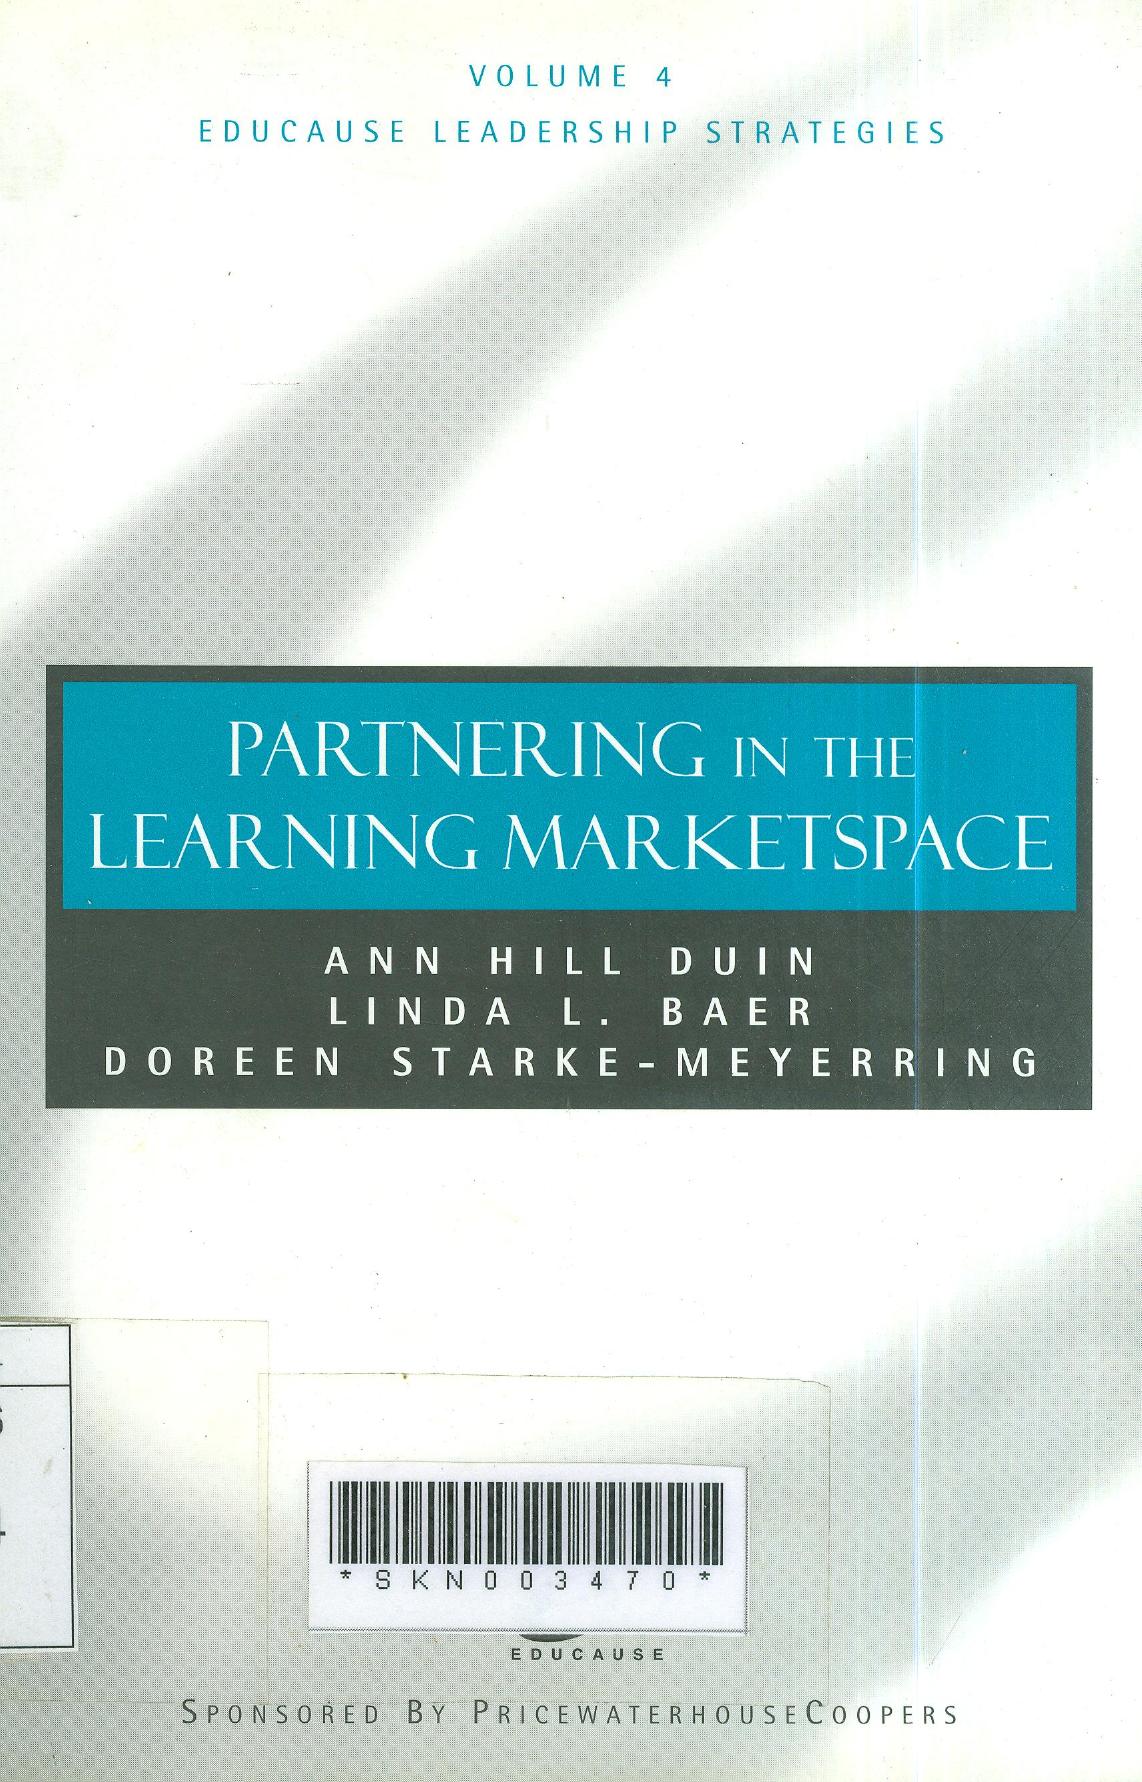 VOLUME 4
EDUCAUSE LEADERSHIP STRATEGIES
PARTNERING IN THE
LEARNING MARKETSPACE
ANN HILL DUIN
LINDA L. BAER
DOREEN STARKE-MEYERRING
*SKN003470*
EDUCAUSE
SPONSORED BY PRICEWATERHOUSECOOPERS